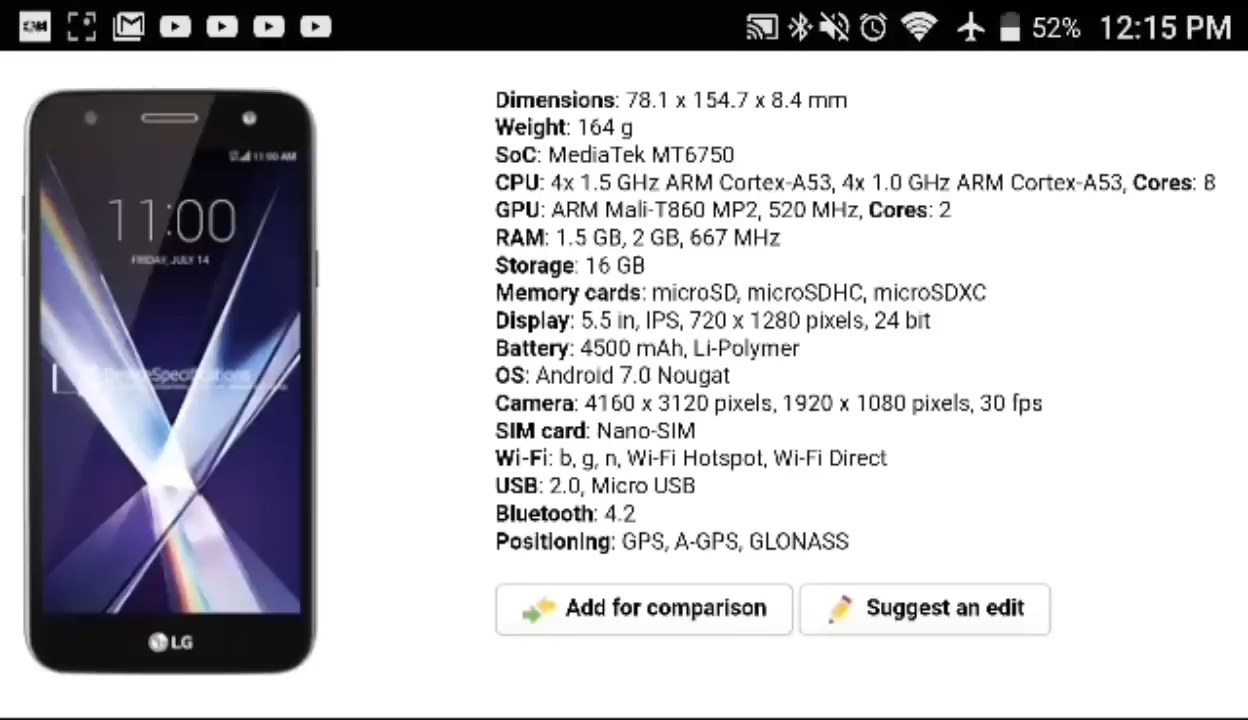 52% 12:15 PM
11:00 AM
11:00
FRIDAY, JULY 14
LG
Dimensions: 78.1 x 154.7 x 8.4 mm
Weight: 164 g
SoC: MediaTek MT6750
CPU: 4x 1.5 GHz ARM Cortex-A53, 4x 1.0 GHz ARM Cortex-A53, Cores: 8
GPU: ARM Mali-T860 MP2, 520 MHz, Cores: 2
RAM: 1.5 GB, 2 GB, 667 MHz
Storage: 16 GB
Memory cards: microSD, microSDHC, microSDXC
Display: 5.5 in, IPS, 720 x 1280 pixels, 24 bit
Battery: 4500 mAh, Li-Polymer
OS: Android 7.0 Nougat
Camera: 4160 x 3120 pixels, 1920 x 1080 pixels, 30 fps
SIM card: Nano-SIM
Wi-Fi: b, g, n, Wi-Fi Hotspot, Wi-Fi Direct
USB: 2.0, Micro USB
Bluetooth: 4.2
Positioning: GPS, A-GPS, GLONASS
Add for comparison
Suggest an edit